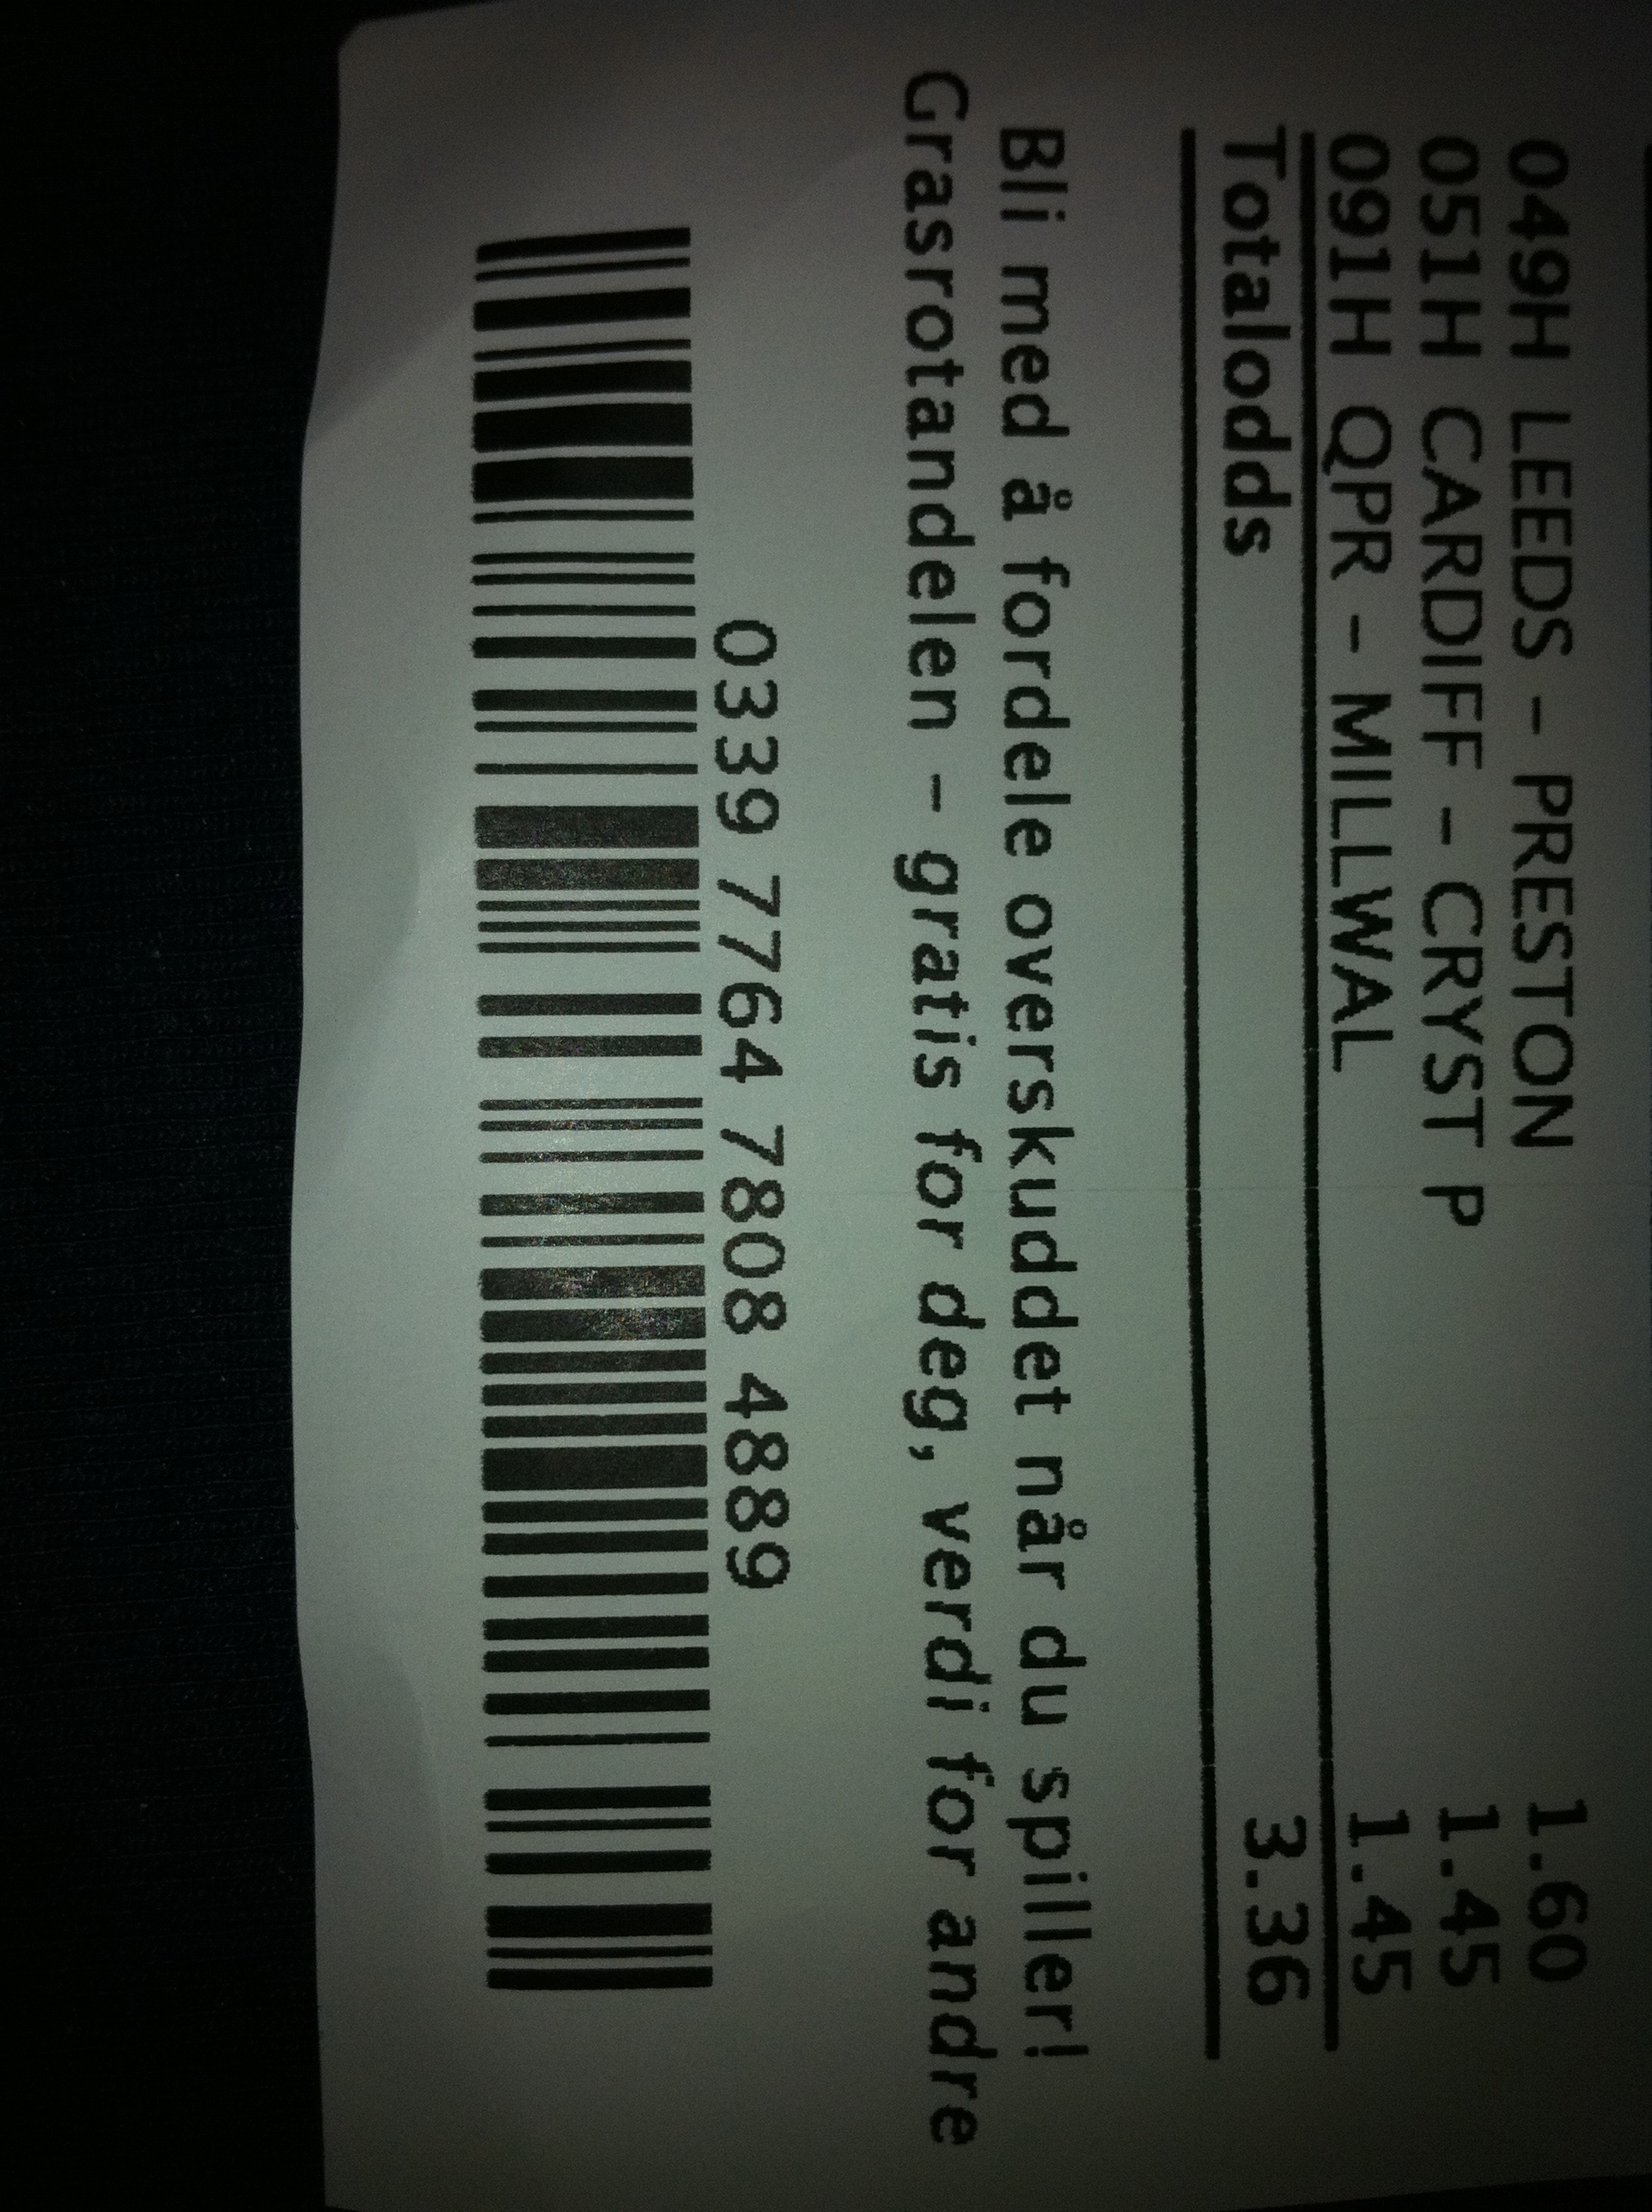 049H LEEDS - PRESTON 1.60
051H CARDIFF - CRYST P 1.45
091H QPR - MILLWAL 1.45
Totalodds 3.36
Bli med å fordele overskuddet når du spiller!
Grasrotandelen - gratis for deg, verdi for andre
0339 7764 7808 4889